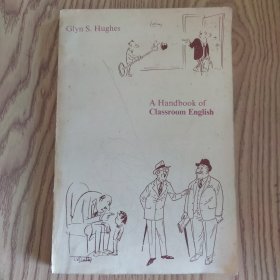 Glyn S. Hughes
A Handbook of
Classroom English